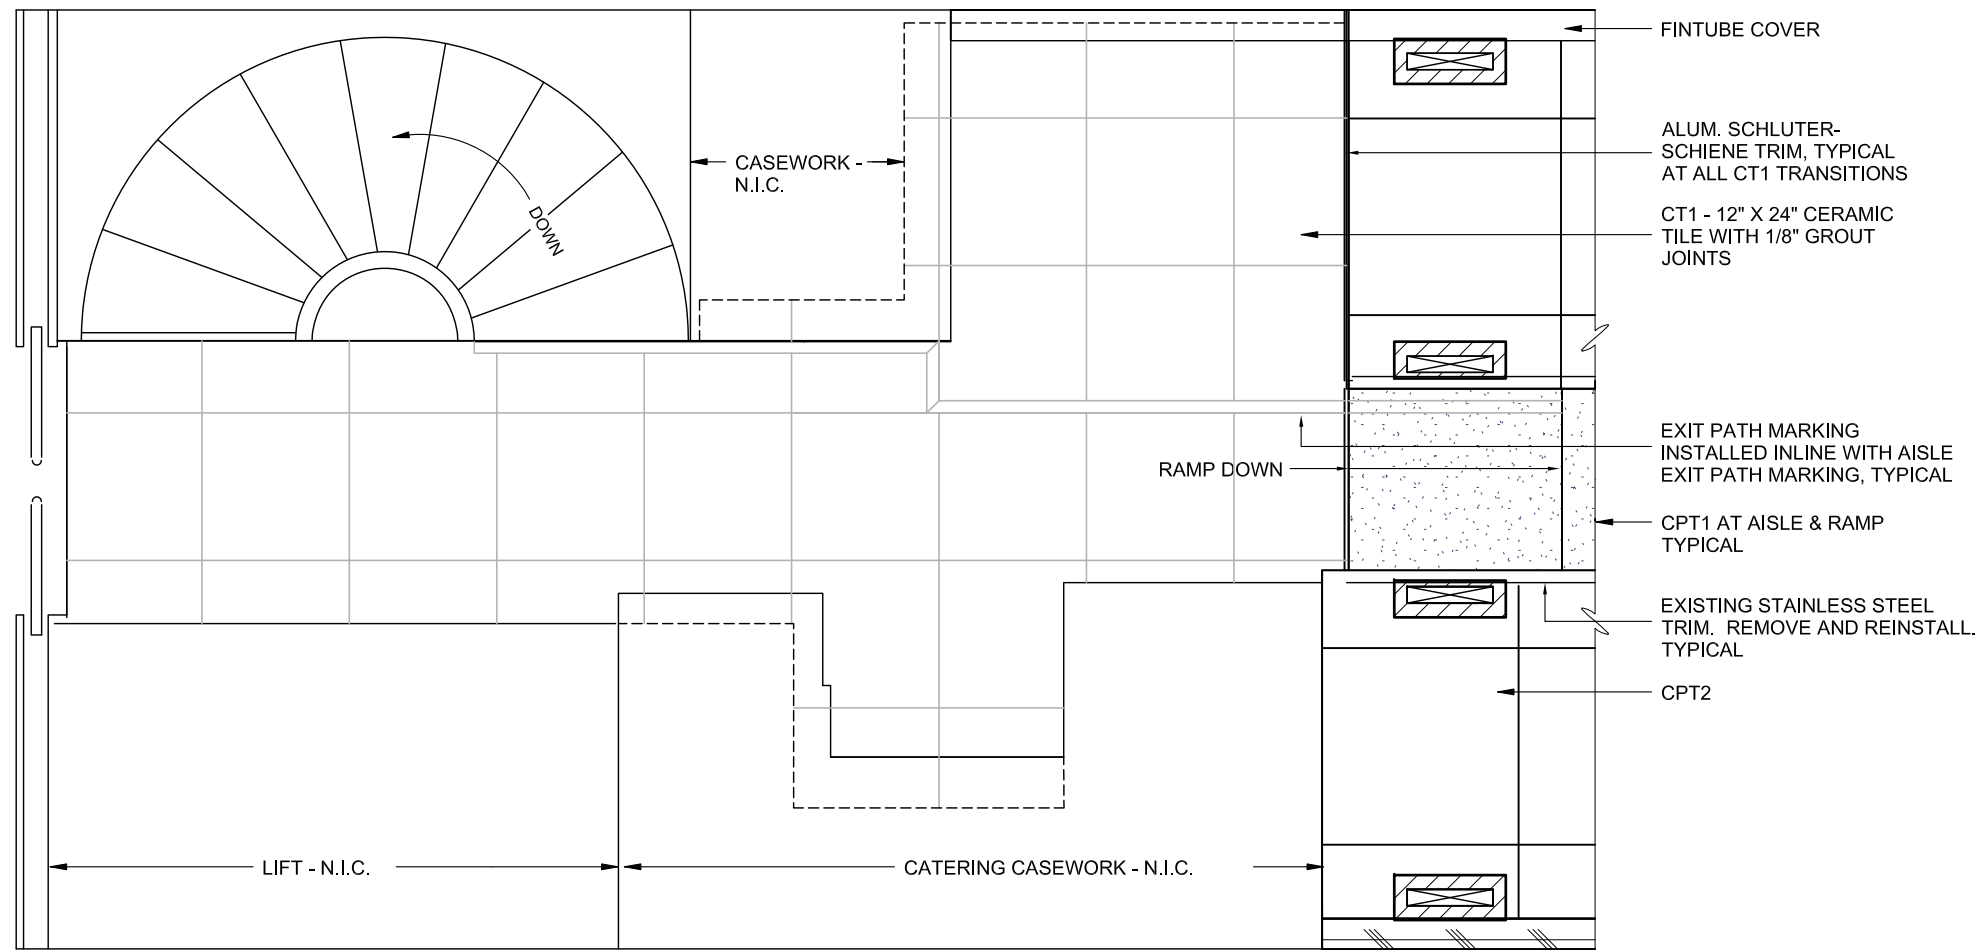 FINTUBE COVER
ALUM. SCHLUTER-
SCHIENE TRIM, TYPICAL
AT ALL CT1 TRANSITIONS
CASEWORK -
N.I.C.
DOWN
CT1 - 12" X 24" CERAMIC
TILE WITH 1/8" GROUT
JOINTS
EXIT PATH MARKING
INSTALLED INLINE WITH AISLE
EXIT PATH MARKING, TYPICAL
RAMP DOWN
CPT1 AT AISLE & RAMP
TYPICAL
EXISTING STAINLESS STEEL
TRIM. REMOVE AND REINSTALL.
TYPICAL
CPT2
LIFT - N.I.C.
CATERING CASEWORK - N.I.C.